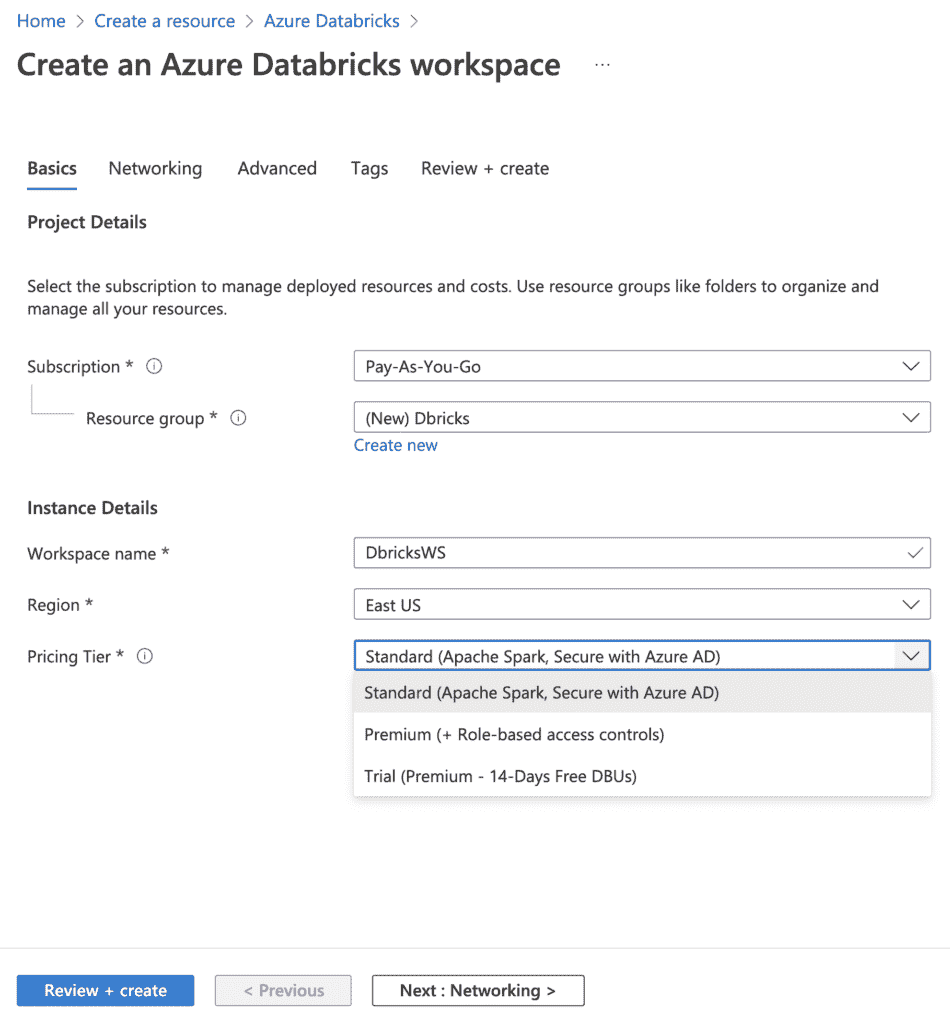 Home > Create a resource > Azure Databricks >
Create an Azure Databricks workspace ...
Basics Networking Advanced Tags Review + create
Project Details
Select the subscription to manage deployed resources and costs. Use resource groups like folders to organize and
manage all your resources.
Subscription * Pay-As-You-Go
Resource group * (New) Dbricks
Create new
Instance Details
Workspace name * DbricksWS
Region * East US
Pricing Tier * Standard (Apache Spark, Secure with Azure AD)
Standard (Apache Spark, Secure with Azure AD)
Premium (+ Role-based access controls)
Trial (Premium - 14-Days Free DBUs)
Review + create < Previous Next : Networking >